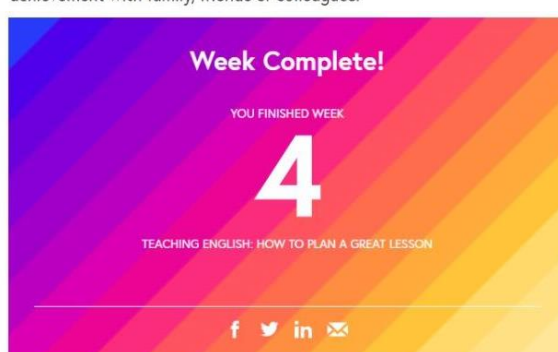 achievement with family, friends or colleagues.
Week Complete!
YOU FINISHED WEEK
4
TEACHING ENGLISH: HOW TO PLAN A GREAT LESSON